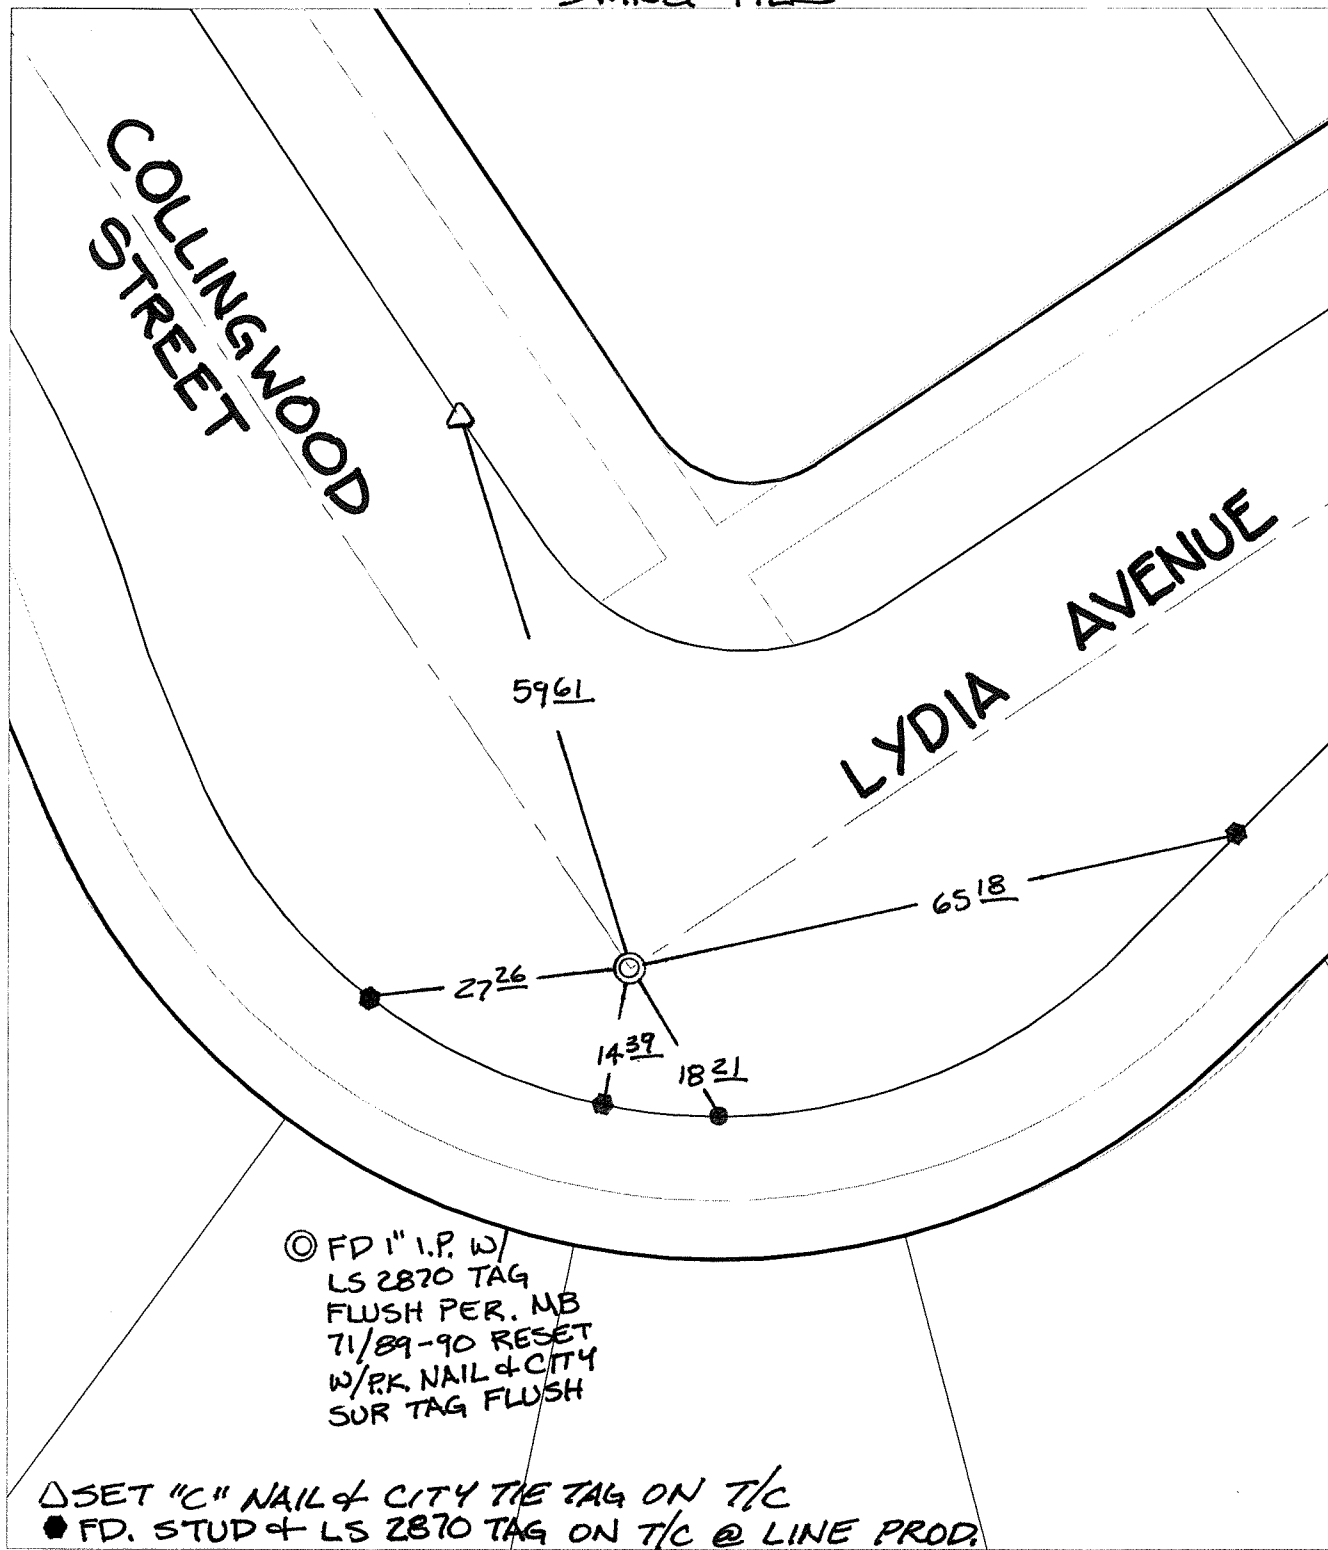 COLLINGWOOD
STREET
LYDIA AVENUE
5961
6518
2726
1439
1821
FD 1" I.P. W/
LS 2870 TAG
FLUSH PER. MB
71/89-90 RESET
W/P.K. NAIL & CITY
SUR TAG FLUSH
SET "C" NAIL & CITY TIE TAG ON T/C
FD. STUD & LS 2870 TAG ON T/C @ LINE PROD.